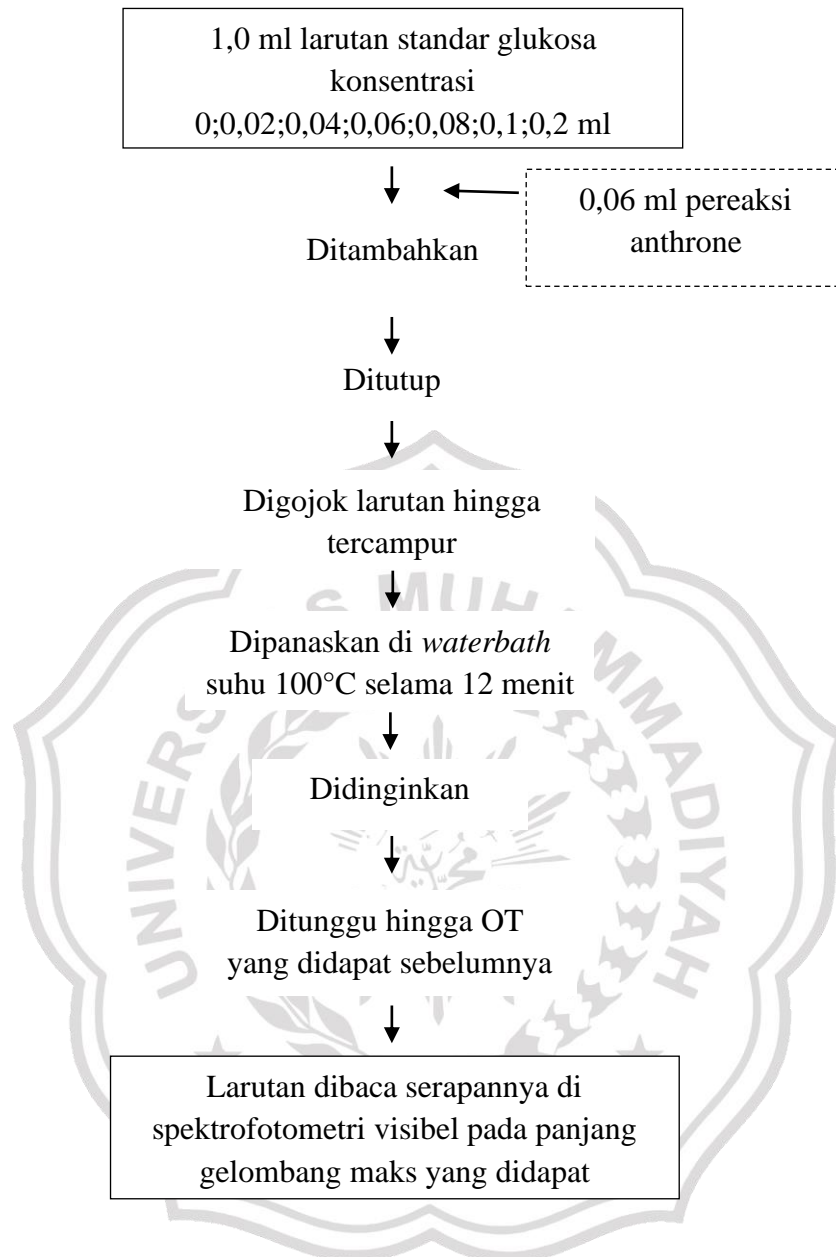 1,0 ml larutan standar glukosa
konsentrasi
0;0,02;0,04;0,06;0,08;0,1;0,2 ml
0,06 ml pereaksi
anthrone
Ditambahkan
Ditutup
Digojok larutan hingga
tercampur
Dipanaskan di waterbath
suhu 100°C selama 12 menit
Didinginkan
Ditunggu hingga OT
yang didapat sebelumnya
Larutan dibaca serapannya di
spektrofotometri visibel pada panjang
gelombang maks yang didapat